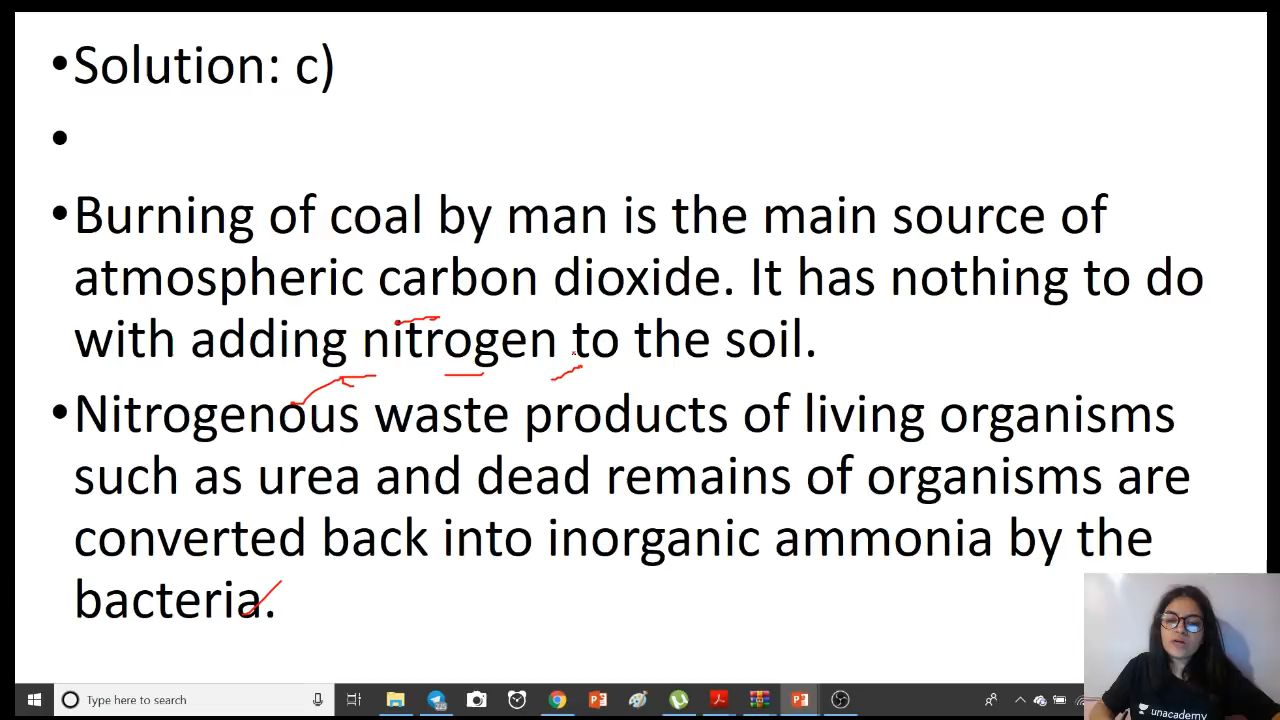 •Solution: c)
•
•Burning of coal by man is the main source of
atmospheric carbon dioxide. It has nothing to do
with adding nitrogen to the soil.
•Nitrogenous waste products of living organisms
such as urea and dead remains of organisms are
converted back into inorganic ammonia by the
bacteria.
Type here to search
unacademy